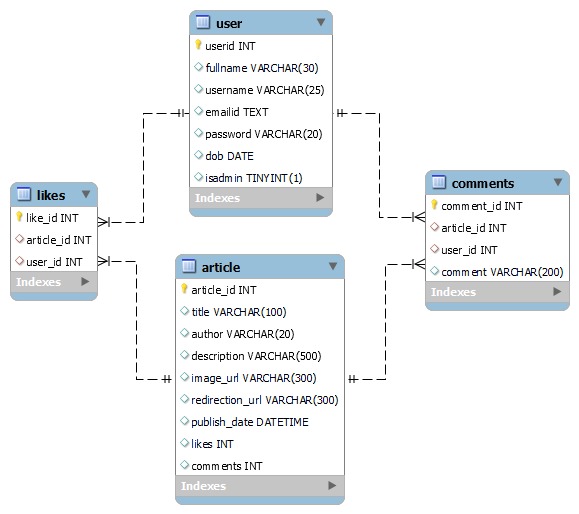 user
userid INT
fullname VARCHAR(30)
username VARCHAR(25)
emailid TEXT
password VARCHAR(20)
dob DATE
isadmin TINYINT(1)
Indexes
likes
like_id INT
article_id INT
user_id INT
Indexes
comments
comment_id INT
article_id INT
user_id INT
comment VARCHAR(200)
Indexes
article
article_id INT
title VARCHAR(100)
author VARCHAR(20)
description VARCHAR(500)
image_url VARCHAR(300)
redirection_url VARCHAR(300)
publish_date DATETIME
likes INT
comments INT
Indexes